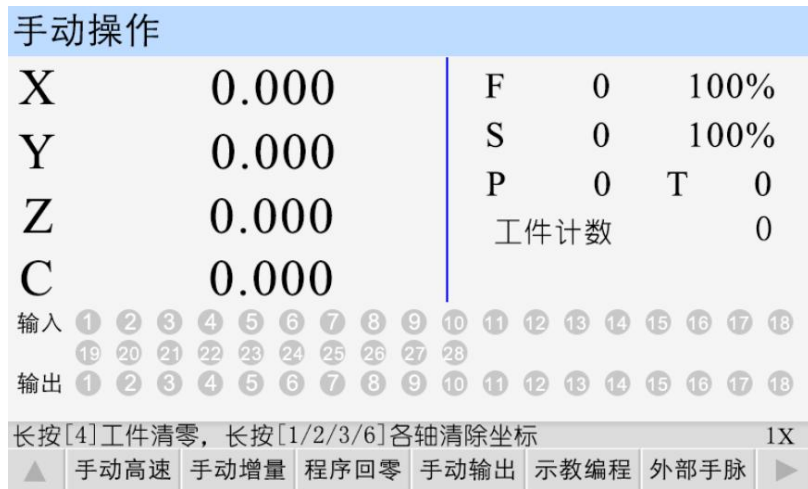 手动操作
X 0.000 F 0 100%
Y 0.000 S 0 100%
Z 0.000 P 0 T 0
C 0.000 工件计数 0
输入 1 2 3 4 5 6 7 8 9 10 11 12 13 14 15 16 17 18
19 20 21 22 23 24 25 26 27 28
输出 1 2 3 4 5 6 7 8 9 10 11 12 13 14 15 16 17 18
长按[4]工件清零，长按[1/2/3/6]各轴清除坐标 1X
▲ 手动高速 手动增量 程序回零 手动输出 示教编程 外部手脉 ▶